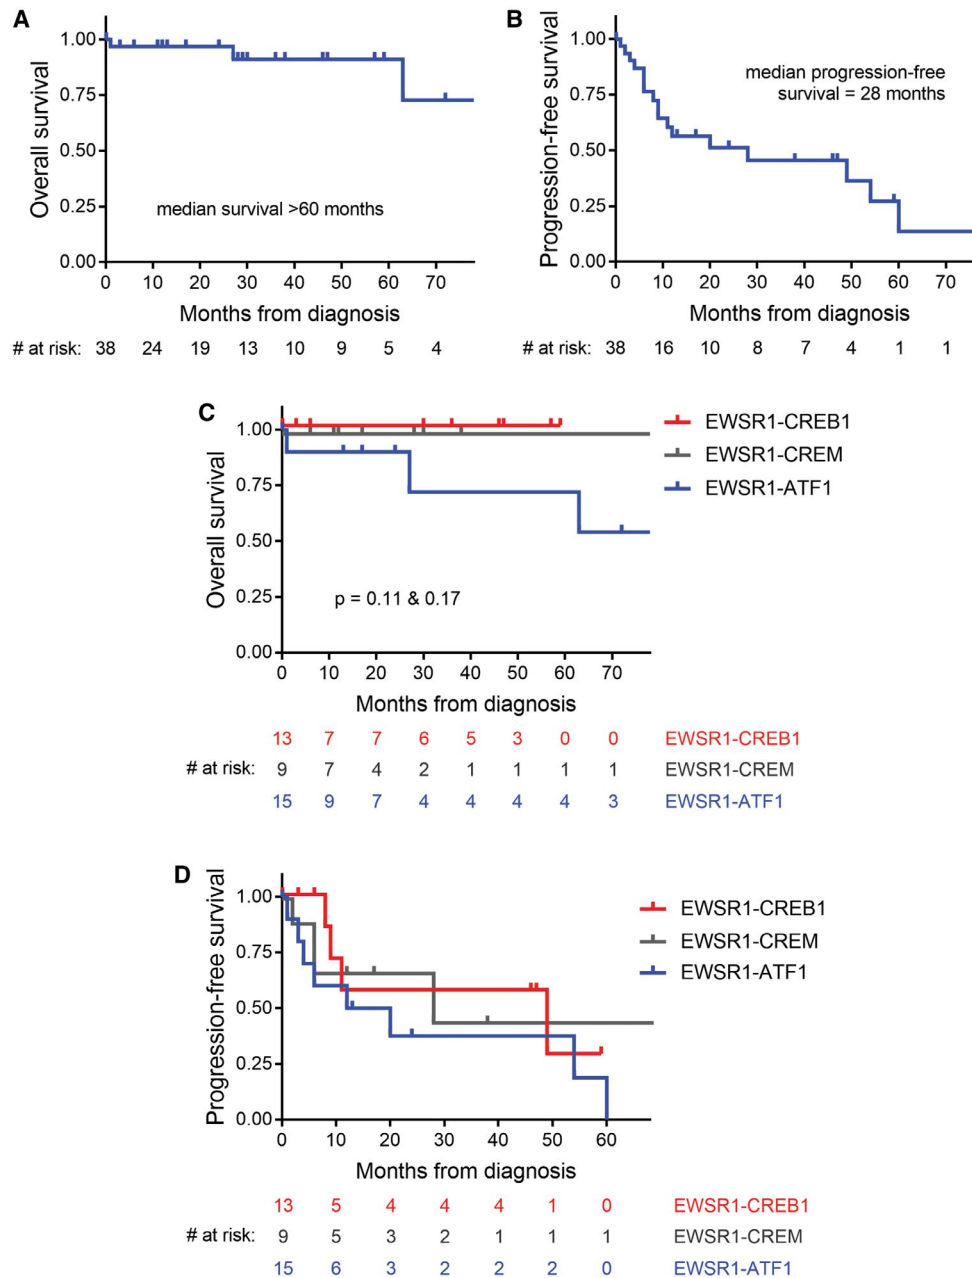 A
Overall survival
1.00
0.75
0.50
0.25
0.00
median survival >60 months
0 10 20 30 40 50 60 70
Months from diagnosis
# at risk: 38 24 19 13 10 9 5 4
B
Progression-free survival
1.00
0.75
0.50
0.25
0.00
median progression-free
survival = 28 months
0 10 20 30 40 50 60 70
Months from diagnosis
# at risk: 38 16 10 8 7 4 1 1
C
Overall survival
1.00
0.75
0.50
0.25
0.00
p = 0.11 & 0.17
EWSR1-CREB1
EWSR1-CREM
EWSR1-ATF1
0 10 20 30 40 50 60 70
Months from diagnosis
13 7 7 6 5 3 0 0 EWSR1-CREB1
# at risk: 9 7 4 2 1 1 1 1 EWSR1-CREM
15 9 7 4 4 4 4 3 EWSR1-ATF1
D
Progression-free survival
1.00
0.75
0.50
0.25
0.00
EWSR1-CREB1
EWSR1-CREM
EWSR1-ATF1
0 10 20 30 40 50 60
Months from diagnosis
13 5 4 4 4 1 0 EWSR1-CREB1
# at risk: 9 5 3 2 1 1 1 EWSR1-CREM
15 6 3 2 2 2 0 EWSR1-ATF1